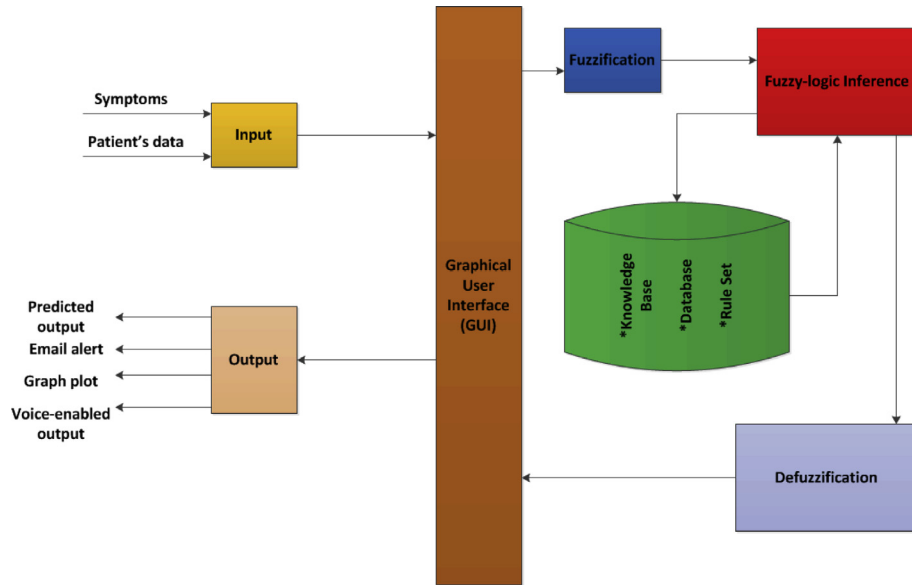 Symptoms
Patient's data
Input
Predicted
output
Email alert
Graph plot
Voice-enabled
output
Output
Graphical
User
Interface
(GUI)
Fuzzification
Fuzzy-logic Inference
*Knowledge
Base
*Database
*Rule Set
Defuzzification